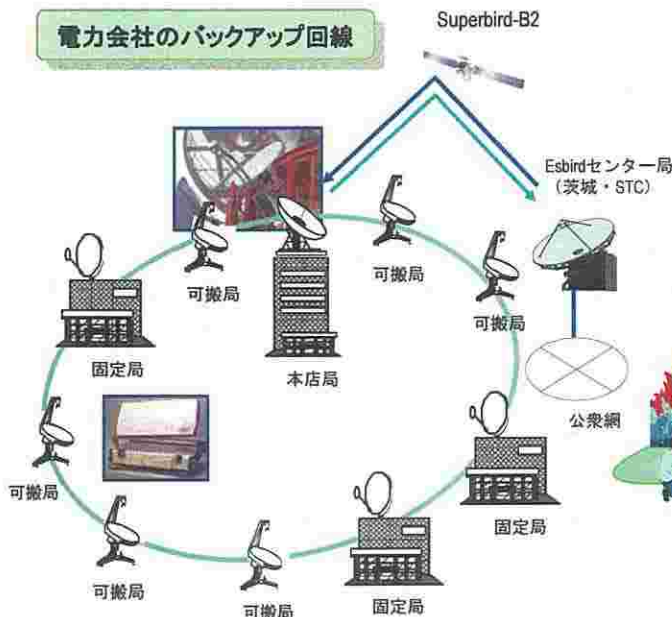 電力会社のバックアップ回線
Superbird-B2
Esbirdセンター局
(茨城・STC)
可搬局
可搬局
可搬局
固定局
本店局
公衆網
可搬局
固定局
可搬局
可搬局
固定局